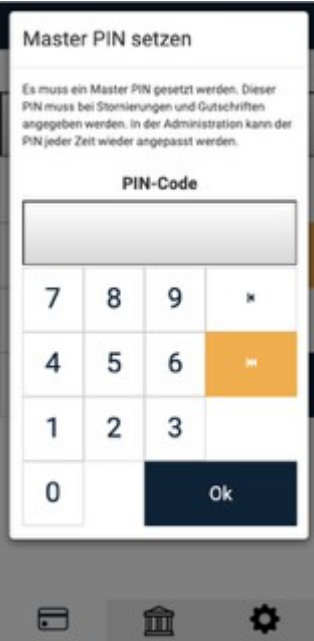 Master PIN setzen
Es muss ein Master PIN gesetzt werden. Dieser
PIN muss bei Stornierungen und Gutschriften
angegeben werden. In der Administration kann der
PIN jeder Zeit wieder angepasst werden.
PIN-Code
7 8 9
4 5 6
1 2 3
0 Ok